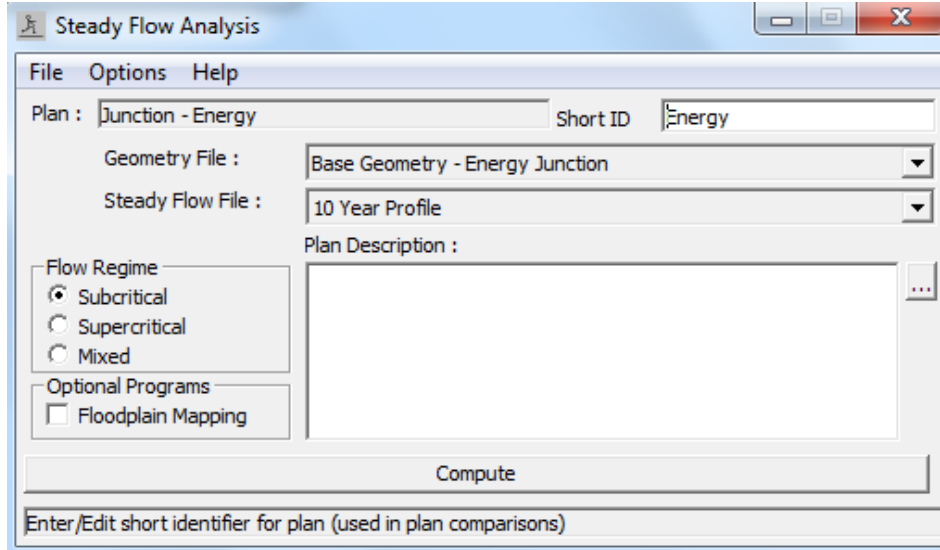 Steady Flow Analysis
File Options Help
Plan : Junction - Energy Short ID Energy
Geometry File : Base Geometry - Energy Junction
Steady Flow File : 10 Year Profile
Plan Description :
Flow Regime
Subcritical
Supercritical
Mixed
Optional Programs
Floodplain Mapping
...
Compute
Enter/Edit short identifier for plan (used in plan comparisons)